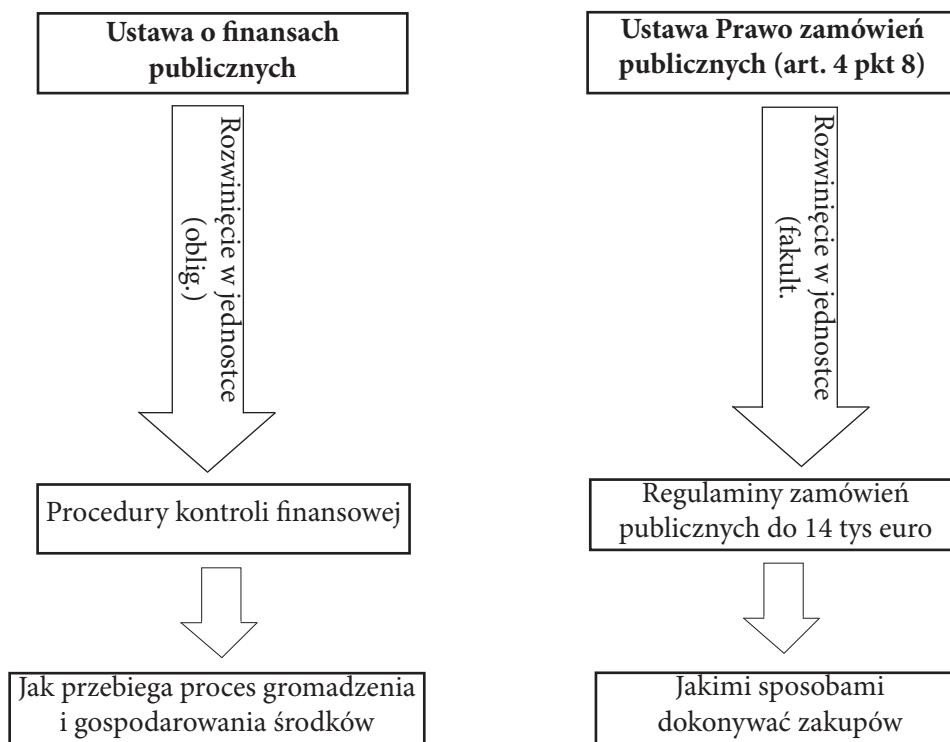 Ustawa o finansach
publicznych
Rozwinięcie w jednostce
(oblig.)
Procedury kontroli finansowej
Jak przebiega proces gromadzenia
i gospodarowania środków
Ustawa Prawo zamówień
publicznych (art. 4 pkt 8)
Rozwinięcie w jednostce
(fakult.
Regulaminy zamówień
publicznych do 14 tys euro
Jakimi sposobami
dokonywać zakupów